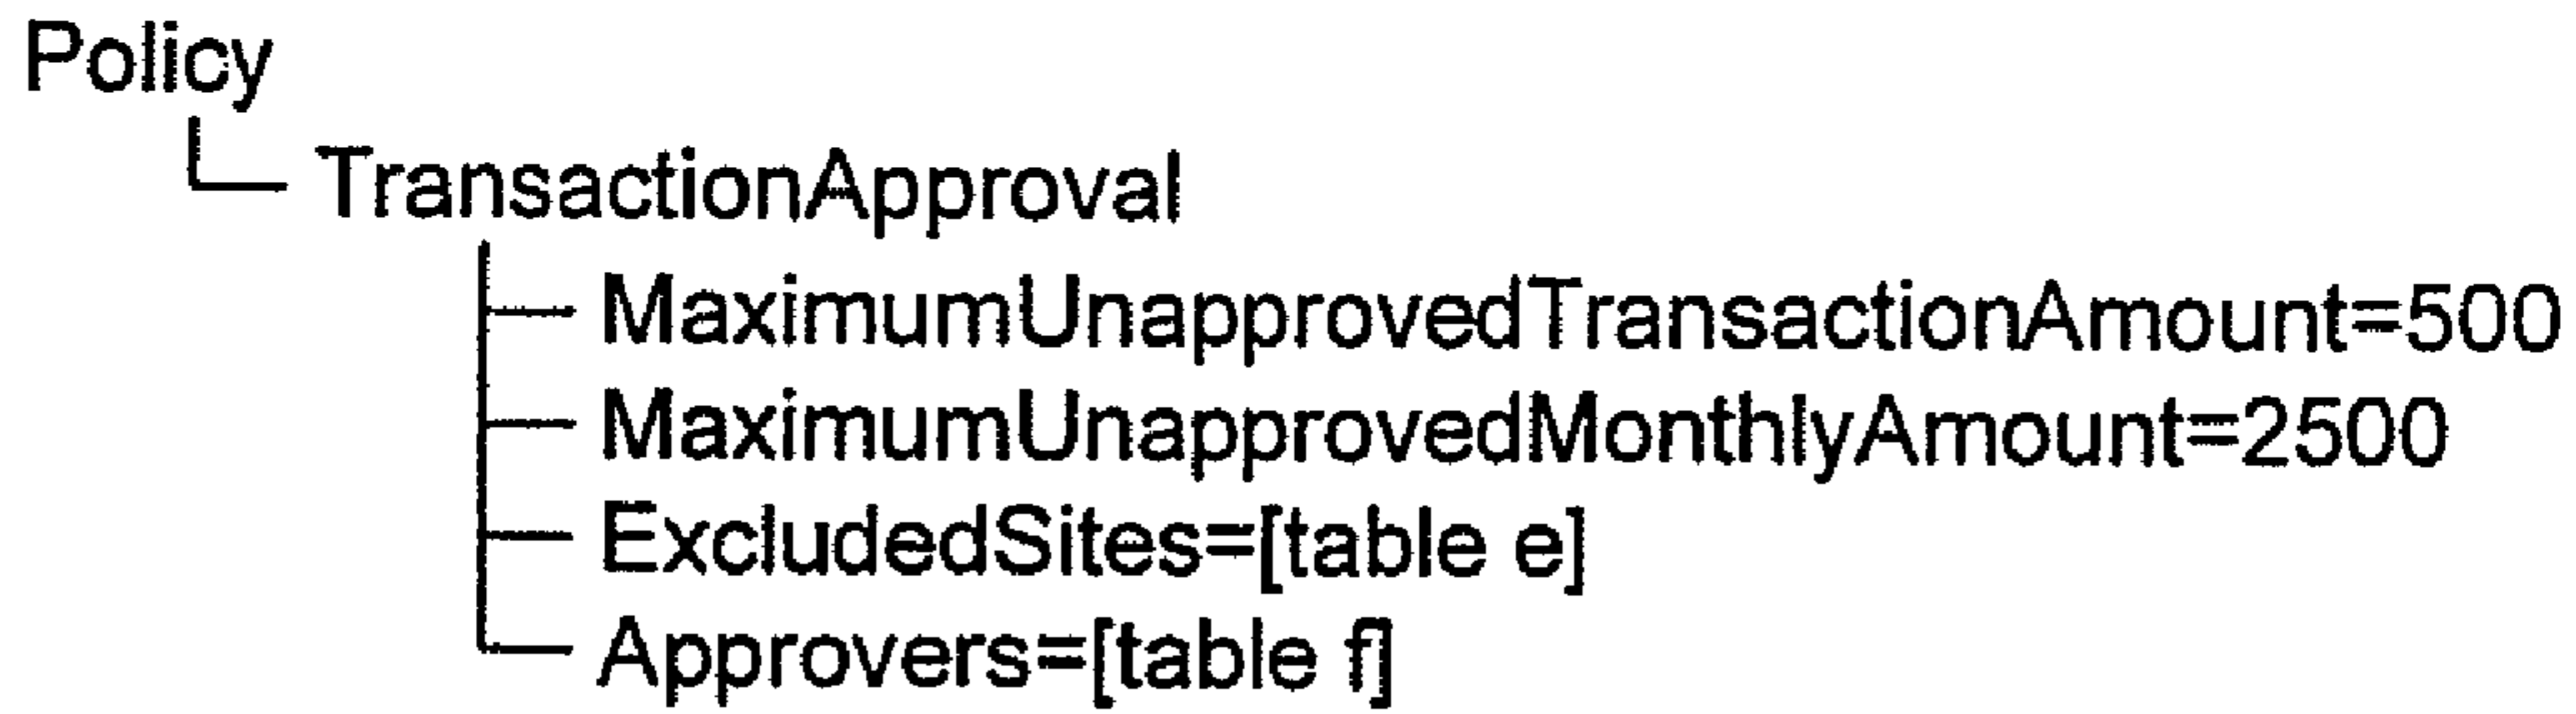 Policy
TransactionApproval
MaximumUnapprovedTransactionAmount=500
MaximumUnapprovedMonthlyAmount=2500
ExcludedSites=[table e]
Approvers=[table f]